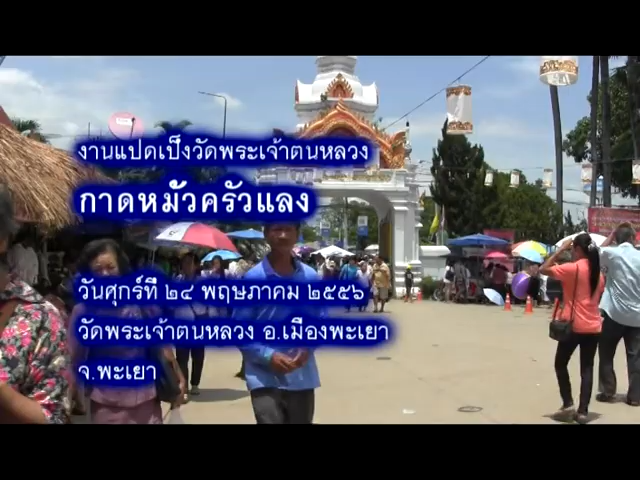 งานแปดเป็งวัดพระเจ้าตนหลวง
กาดหมัวครัวแลง
วันศุกร์ที่ ๒๔ พฤษภาคม ๒๕๕๖
วัดพระเจ้าตนหลวง อ.เมืองพะเยา
จ.พะเยา